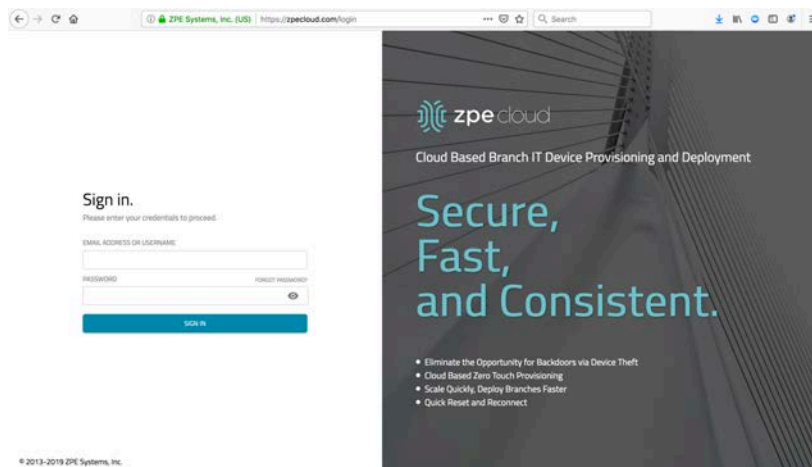 ZPE Systems, Inc. (US)
https://zpecloud.com/login
Search
zpe cloud
Cloud Based Branch IT Device Provisioning and Deployment
Sign in.
Please enter your credentials to proceed.
EMAIL ADDRESS OR USERNAME
PASSWORD
FORGOT PASSWORD?
SIGN IN
Secure,
Fast,
and Consistent.
Eliminate the Opportunity for Backdoors via Device Theft
Cloud Based Zero Touch Provisioning
Scale Quickly, Deploy Branches Faster
Quick Reset and Reconnect
© 2013-2019 ZPE Systems, Inc.